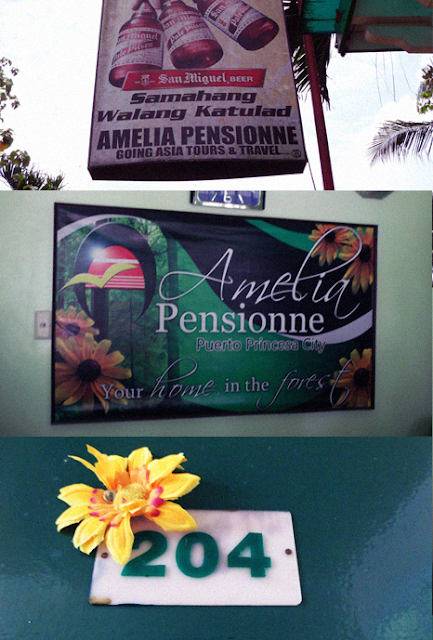 San Miguel BEER
Samahang
Walang Katulad
AMELIA PENSIONNE
GOING ASIA TOURS & TRAVEL
Amelia
Pensionne
Puerto Princesa City
Your home in the forest
204